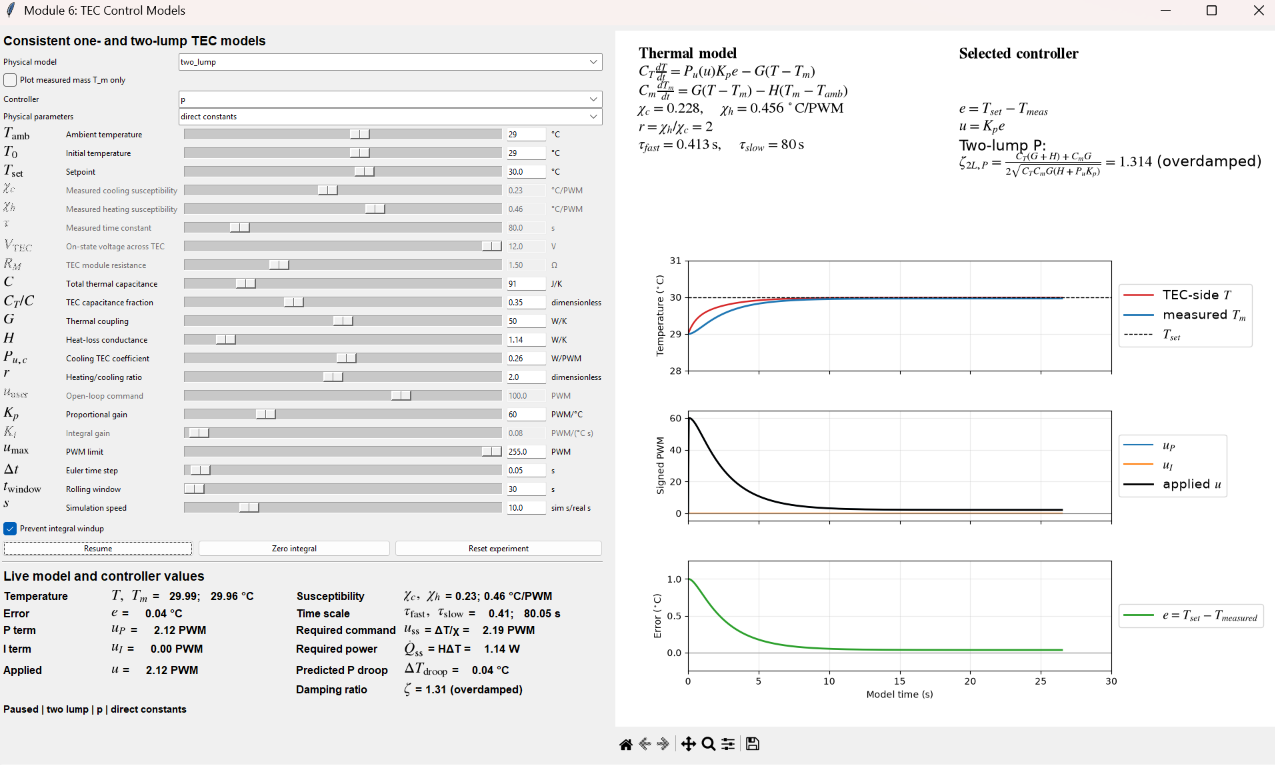 Module 6: TEC Control Models
Consistent one- and two-lump TEC models
Physical model two_lump
Plot measured mass T_m only
Controller p
Physical parameters direct constants
T_amb Ambient temperature 29 °C
T_0 Initial temperature 29 °C
T_set Setpoint 30.0 °C
χ_c Measured cooling susceptibility 0.23 °C/PWM
χ_h Measured heating susceptibility 0.46 °C/PWM
τ Measured time constant 80.0 s
V_TEC On-state voltage across TEC 12.0 V
R_M TEC module resistance 1.50 Ω
C Total thermal capacitance 91 J/K
C_T/C TEC capacitance fraction 0.35 dimensionless
G Thermal coupling 50 W/K
H Heat-loss conductance 1.14 W/K
P_u,c Cooling TEC coefficient 0.26 W/PWM
r Heating/cooling ratio 2.0 dimensionless
u_user Open-loop command 100.0 PWM
K_p Proportional gain 60 PWM/°C
K_i Integral gain 0.08 PWM/(°C s)
u_max PWM limit 255.0 PWM
Δt Euler time step 0.05 s
t_window Rolling window 30 s
s Simulation speed 10.0 sim s/real s
Prevent integral windup
Resume Zero integral Reset experiment
Live model and controller values
Temperature T, T_m = 29.99; 29.96 °C
Error e = 0.04 °C
P term u_P = 2.12 PWM
I term u_I = 0.00 PWM
Applied u = 2.12 PWM
Susceptibility χ_c, χ_h = 0.23; 0.46 °C/PWM
Time scale τ_fast, τ_slow = 0.41; 80.05 s
Required command u_ss = ΔT/χ = 2.19 PWM
Required power Q̇_ss = HΔT = 1.14 W
Predicted P droop ΔT_droop = 0.04 °C
Damping ratio ζ = 1.31 (overdamped)
Paused | two lump | p | direct constants
Thermal model
C_T dT/dt = P_u(u)K_p e − G(T − T_m)
C_m dT_m/dt = G(T − T_m) − H(T_m − T_amb)
χ_c = 0.228, χ_h = 0.456 °C/PWM
r = χ_h/χ_c = 2
τ_fast = 0.413 s, τ_slow = 80 s
Selected controller
e = T_set − T_meas
u = K_p e
Two-lump P:
ζ_2L,P = C_T(G + H) + C_m G / 2√C_T C_m G(H + P_u K_p) = 1.314 (overdamped)
Temperature (°C)
31
30
29
28
TEC-side T
measured T_m
T_set
Signed PWM
60
40
20
0
u_P
u_I
applied u
Error (°C)
1.0
0.5
0.0
e = T_set − T_measured
0 5 10 15 20 25 30
Model time (s)